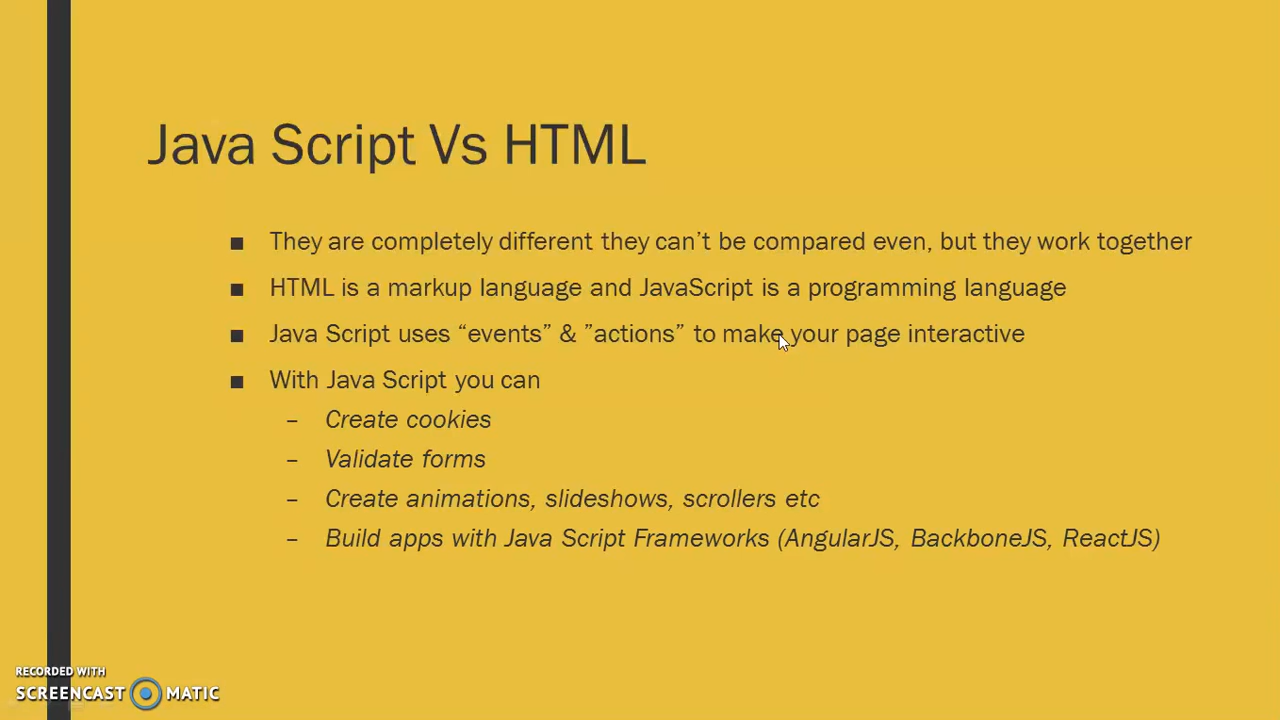 Java Script Vs HTML
■ They are completely different they can’t be compared even, but they work together
■ HTML is a markup language and JavaScript is a programming language
■ Java Script uses “events” & ”actions” to make your page interactive
■ With Java Script you can
– Create cookies
– Validate forms
– Create animations, slideshows, scrollers etc
– Build apps with Java Script Frameworks (AngularJS, BackboneJS, ReactJS)
RECORDED WITH
SCREENCAST MATIC